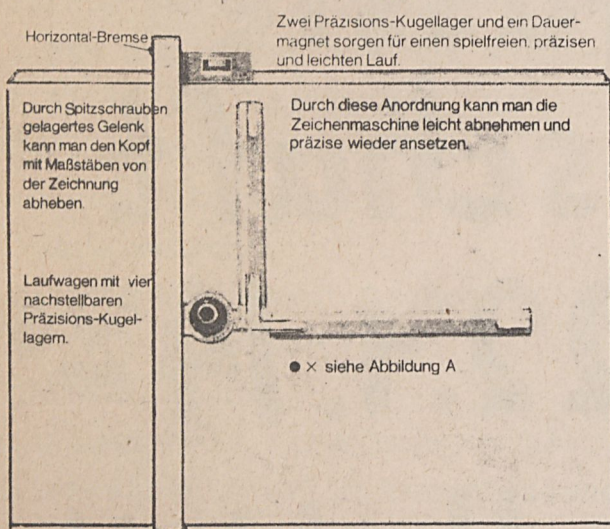 Horizontal-Bremse
Zwei Präzisions-Kugellager und ein Dauer-
magnet sorgen für einen spielfreien, präzisen
und leichten Lauf.
Durch Spitzschrauben
gelagertes Gelenk
kann man den Kopf
mit Maßstäben von
der Zeichnung
abheben.
Durch diese Anordnung kann man die
Zeichenmaschine leicht abnehmen und
präzise wieder ansetzen.
Laufwagen mit vier
nachstellbaren
Präzisions-Kugel-
lagern.
● × siehe Abbildung A